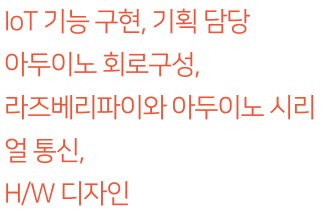 IoT 기능 구현, 기획 담당
아두이노 회로구성,
라즈베리파이와 아두이노 시리
얼 통신,
H/W 디자인